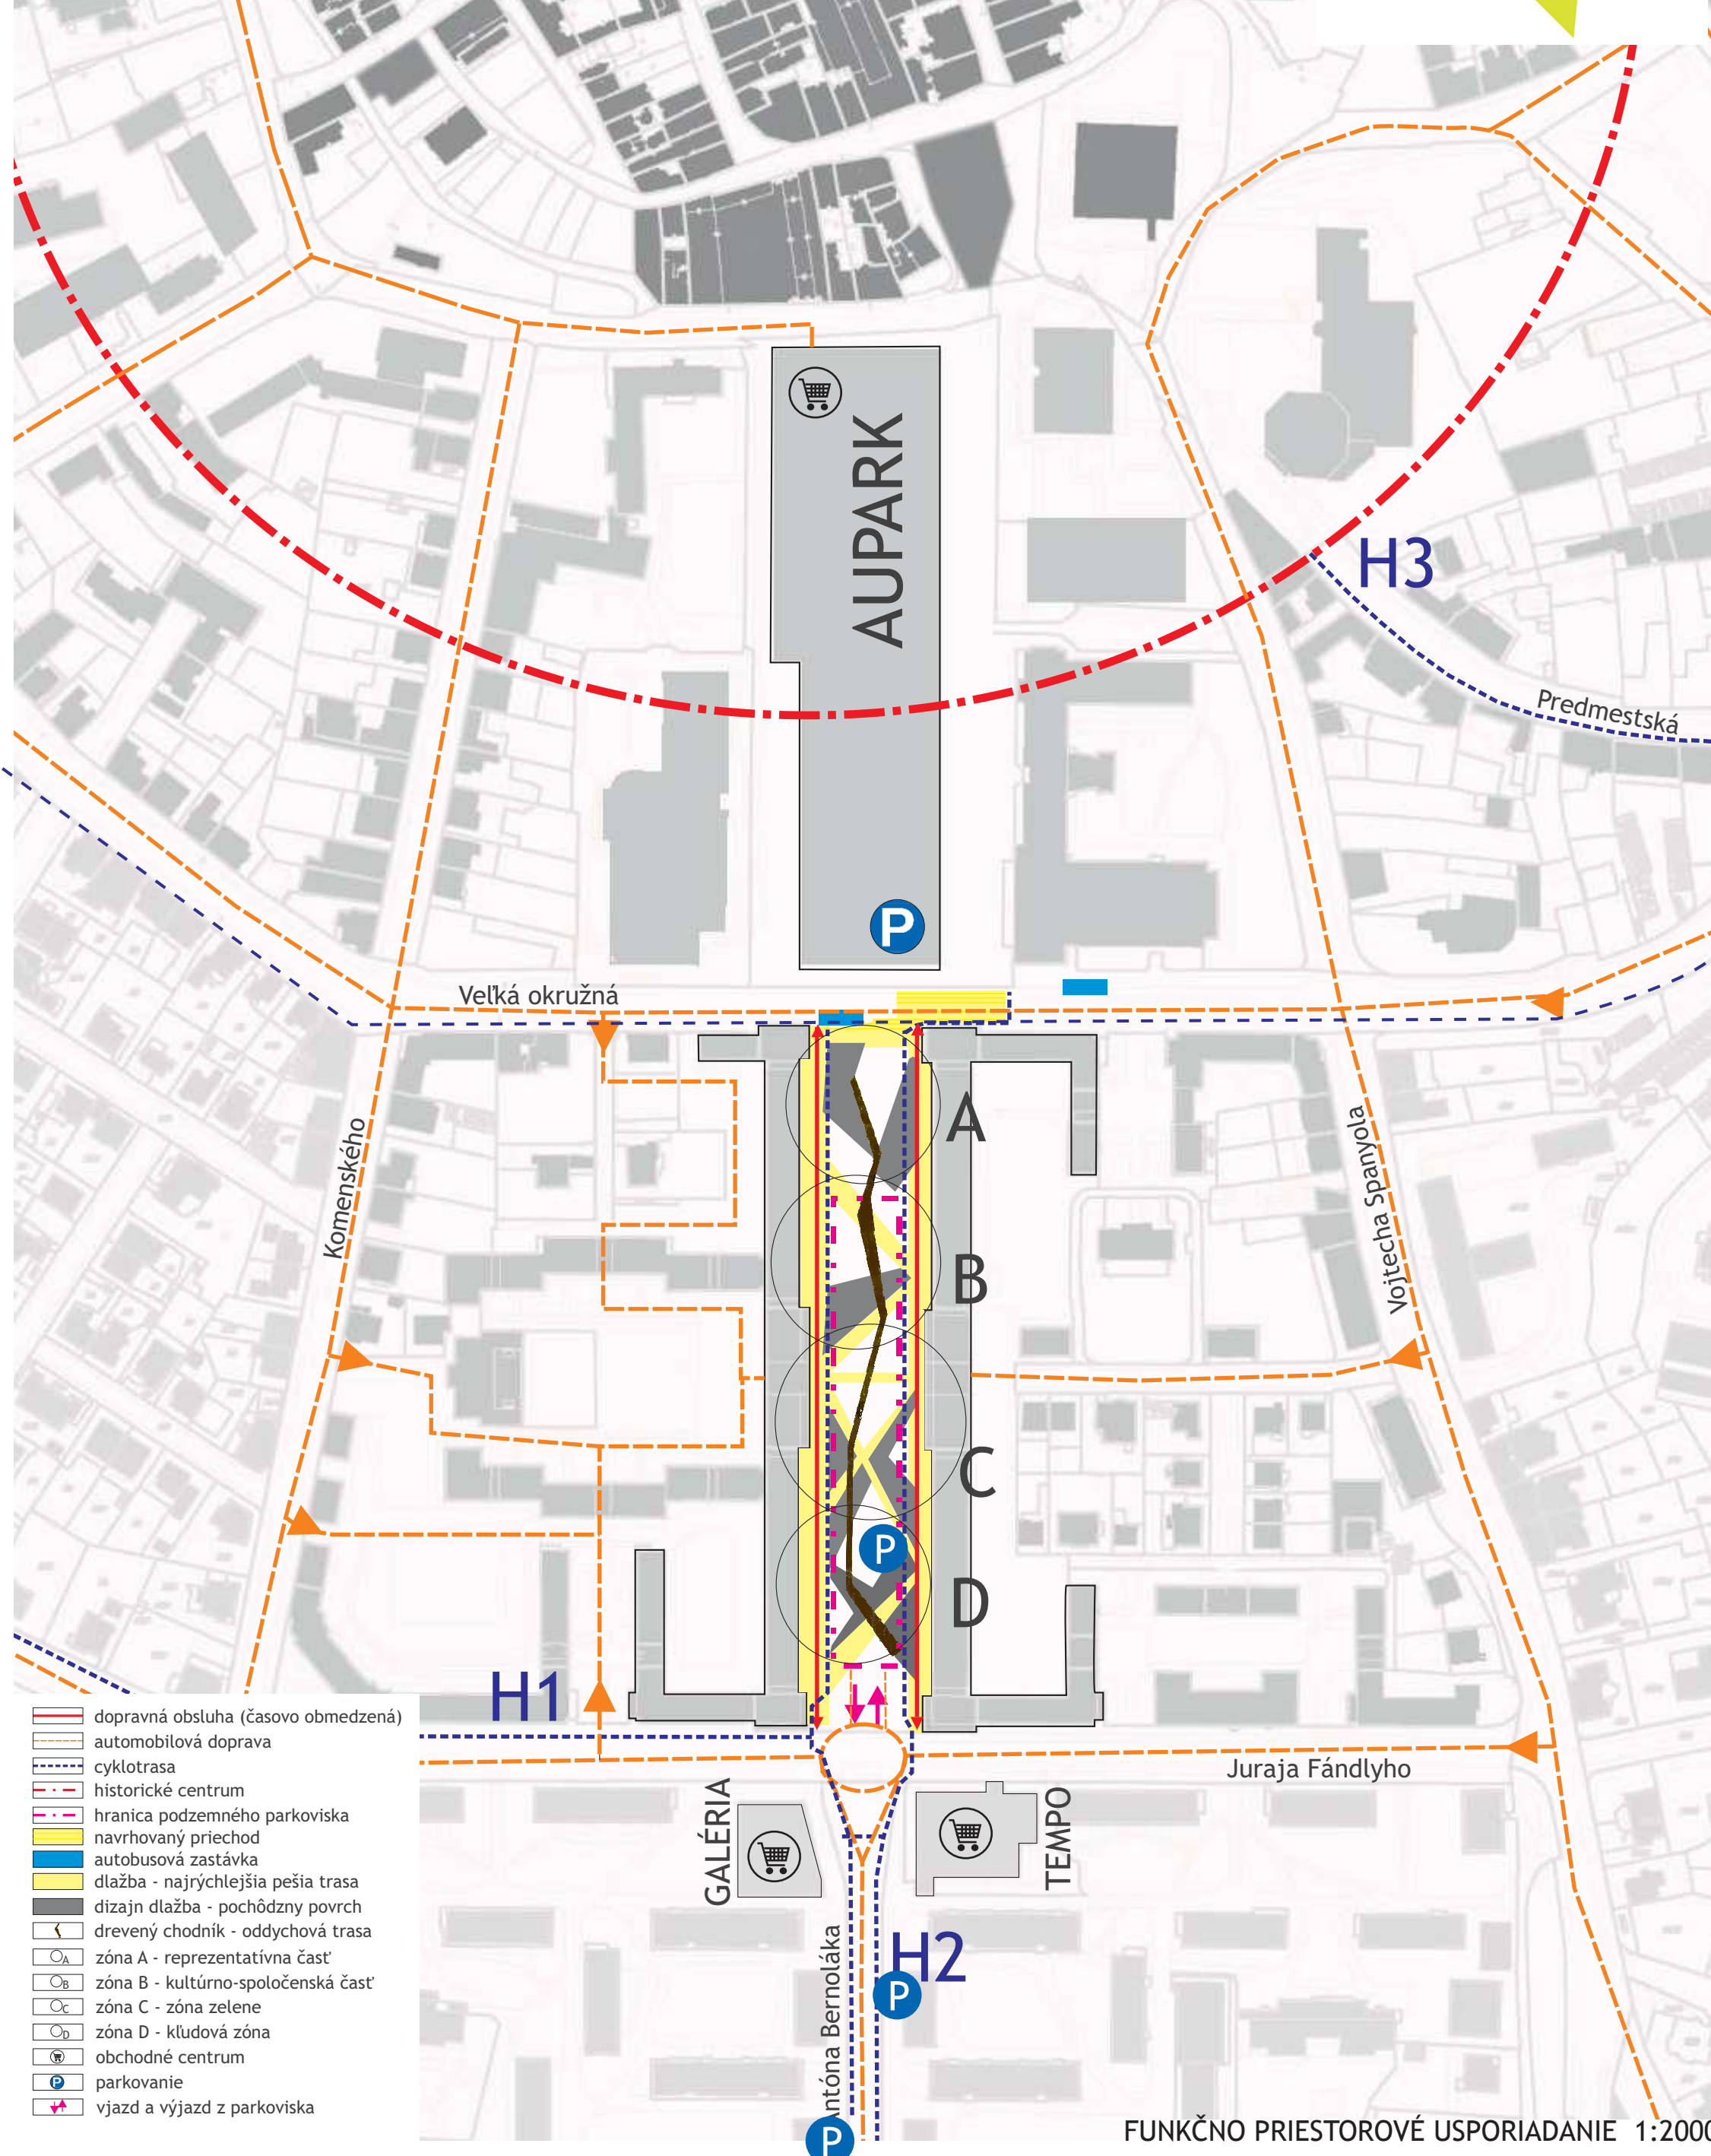 AUPARK
P
H3
Predmestská
Veľká okružná
A
Komenského
Vojtecha Spanyola
B
C
P
D
H1
Juraja Fándlyho
GALÉRIA
TEMPO
H2
P
Antóna Bernoláka
P
dopravná obsluha (časovo obmedzená)
automobilová doprava
cyklotrasa
historické centrum
hranica podzemného parkoviska
navrhovaný priechod
autobusová zastávka
dlažba - najrýchlejšia pešia trasa
dizajn dlažba - pochôdzny povrch
drevený chodník - oddychová trasa
A zóna A - reprezentatívna časť
B zóna B - kultúrno-spoločenská časť
C zóna C - zóna zelene
D zóna D - kľudová zóna
obchodné centrum
P parkovanie
vjazd a výjazd z parkoviska
FUNKČNO PRIESTOROVÉ USPORIADANIE 1:2000